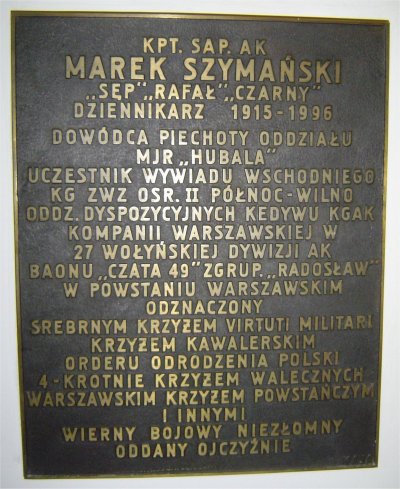 KPT. SAP. AK
MAREK SZYMAŃSKI
„SĘP”„RAFAŁ”„CZARNY”
DZIENNIKARZ 1915-1996
DOWÓDCA PIECHOTY ODDZIAŁU
MJR „HUBALA”
UCZESTNIK WYWIADU WSCHODNIEGO
KG ZWZ OSR. II PÓŁNOC-WILNO
ODDZ. DYSPOZYCYJNYCH KEDYWU KGAK
KOMPANII WARSZAWSKIEJ W
27 WOŁYŃSKIEJ DYWIZJI AK
BAONU „CZATA 49” ZGRUP. „RADOSŁAW”
W POWSTANIU WARSZAWSKIM
ODZNACZONY
SREBRNYM KRZYŻEM VIRTUTI MILITARI
KRZYŻEM KAWALERSKIM
ORDERU ODRODZENIA POLSKI
4-KROTNIE KRZYŻEM WALECZNYCH
WARSZAWSKIM KRZYŻEM POWSTAŃCZYM
I INNYMI
WIERNY BOJOWY NIEZŁOMNY
ODDANY OJCZYŹNIE